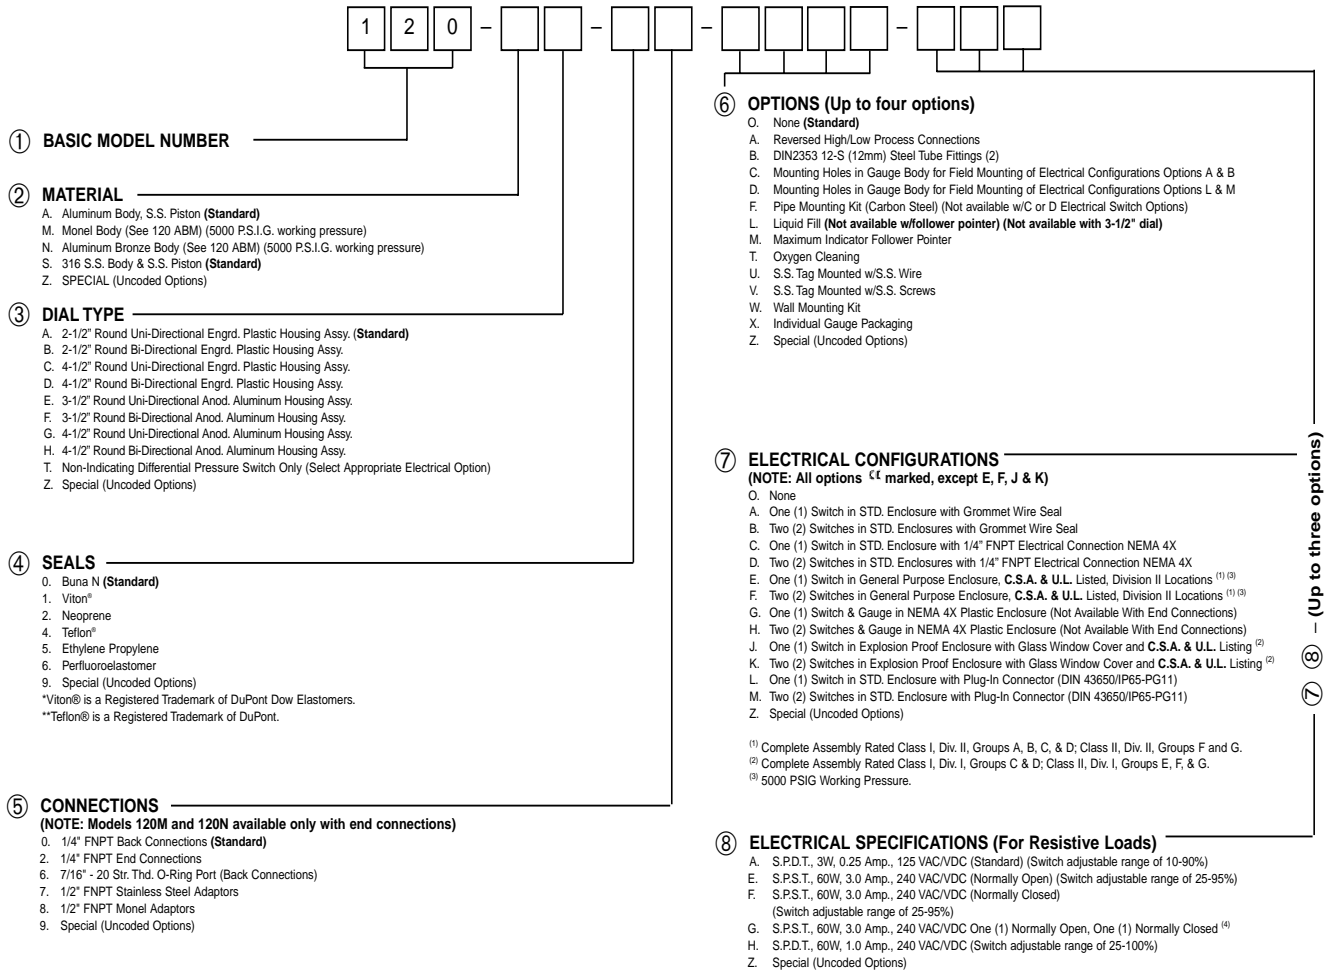 1 2 0 – – – –
① BASIC MODEL NUMBER
② MATERIAL
A. Aluminum Body, S.S. Piston (Standard)
M. Monel Body (See 120 ABM) (5000 P.S.I.G. working pressure)
N. Aluminum Bronze Body (See 120 ABM) (5000 P.S.I.G. working pressure)
S. 316 S.S. Body & S.S. Piston (Standard)
Z. SPECIAL (Uncoded Options)
③ DIAL TYPE
A. 2-1/2” Round Uni-Directional Engrd. Plastic Housing Assy. (Standard)
B. 2-1/2” Round Bi-Directional Engrd. Plastic Housing Assy.
C. 4-1/2” Round Uni-Directional Engrd. Plastic Housing Assy.
D. 4-1/2” Round Bi-Directional Engrd. Plastic Housing Assy.
E. 3-1/2” Round Uni-Directional Anod. Aluminum Housing Assy.
F. 3-1/2” Round Bi-Directional Anod. Aluminum Housing Assy.
G. 4-1/2” Round Uni-Directional Anod. Aluminum Housing Assy.
H. 4-1/2” Round Bi-Directional Anod. Aluminum Housing Assy.
T. Non-Indicating Differential Pressure Switch Only (Select Appropriate Electrical Option)
Z. Special (Uncoded Options)
④ SEALS
0. Buna N (Standard)
1. Viton®
2. Neoprene
4. Teflon®
5. Ethylene Propylene
6. Perfluoroelastomer
9. Special (Uncoded Options)
*Viton® is a Registered Trademark of DuPont Dow Elastomers.
**Teflon® is a Registered Trademark of DuPont.
⑤ CONNECTIONS
(NOTE: Models 120M and 120N available only with end connections)
0. 1/4" FNPT Back Connections (Standard)
2. 1/4" FNPT End Connections
6. 7/16" - 20 Str. Thd. O-Ring Port (Back Connections)
7. 1/2" FNPT Stainless Steel Adaptors
8. 1/2" FNPT Monel Adaptors
9. Special (Uncoded Options)
⑥ OPTIONS (Up to four options)
O. None (Standard)
A. Reversed High/Low Process Connections
B. DIN2353 12-S (12mm) Steel Tube Fittings (2)
C. Mounting Holes in Gauge Body for Field Mounting of Electrical Configurations Options A & B
D. Mounting Holes in Gauge Body for Field Mounting of Electrical Configurations Options L & M
F. Pipe Mounting Kit (Carbon Steel) (Not available w/C or D Electrical Switch Options)
L. Liquid Fill (Not available w/follower pointer) (Not available with 3-1/2" dial)
M. Maximum Indicator Follower Pointer
T. Oxygen Cleaning
U. S.S. Tag Mounted w/S.S. Wire
V. S.S. Tag Mounted w/S.S. Screws
W. Wall Mounting Kit
X. Individual Gauge Packaging
Z. Special (Uncoded Options)
⑦ ELECTRICAL CONFIGURATIONS
(NOTE: All options CE marked, except E, F, J & K)
O. None
A. One (1) Switch in STD. Enclosure with Grommet Wire Seal
B. Two (2) Switches in STD. Enclosures with Grommet Wire Seal
C. One (1) Switch in STD. Enclosure with 1/4” FNPT Electrical Connection NEMA 4X
D. Two (2) Switches in STD. Enclosures with 1/4” FNPT Electrical Connection NEMA 4X
E. One (1) Switch in General Purpose Enclosure, C.S.A. & U.L. Listed, Division II Locations (1) (3)
F. Two (2) Switches in General Purpose Enclosure, C.S.A. & U.L. Listed, Division II Locations (1) (3)
G. One (1) Switch & Gauge in NEMA 4X Plastic Enclosure (Not Available With End Connections)
H. Two (2) Switches & Gauge in NEMA 4X Plastic Enclosure (Not Available With End Connections)
J. One (1) Switch in Explosion Proof Enclosure with Glass Window Cover and C.S.A. & U.L. Listing (2)
K. Two (2) Switches in Explosion Proof Enclosure with Glass Window Cover and C.S.A. & U.L. Listing (2)
L. One (1) Switch in STD. Enclosure with Plug-In Connector (DIN 43650/IP65-PG11)
M. Two (2) Switches in STD. Enclosure with Plug-In Connector (DIN 43650/IP65-PG11)
Z. Special (Uncoded Options)
(1) Complete Assembly Rated Class I, Div. II, Groups A, B, C, & D; Class II, Div. II, Groups F and G.
(2) Complete Assembly Rated Class I, Div. I, Groups C & D; Class II, Div. I, Groups E, F, & G.
(3) 5000 PSIG Working Pressure.
⑧ ELECTRICAL SPECIFICATIONS (For Resistive Loads)
A. S.P.D.T., 3W, 0.25 Amp., 125 VAC/VDC (Standard) (Switch adjustable range of 10-90%)
E. S.P.S.T., 60W, 3.0 Amp., 240 VAC/VDC (Normally Open) (Switch adjustable range of 25-95%)
F. S.P.S.T., 60W, 3.0 Amp., 240 VAC/VDC (Normally Closed)
(Switch adjustable range of 25-95%)
G. S.P.S.T., 60W, 3.0 Amp., 240 VAC/VDC One (1) Normally Open, One (1) Normally Closed (4)
H. S.P.D.T., 60W, 1.0 Amp., 240 VAC/VDC (Switch adjustable range of 25-100%)
Z. Special (Uncoded Options)
⑦ ⑧ – (Up to three options)